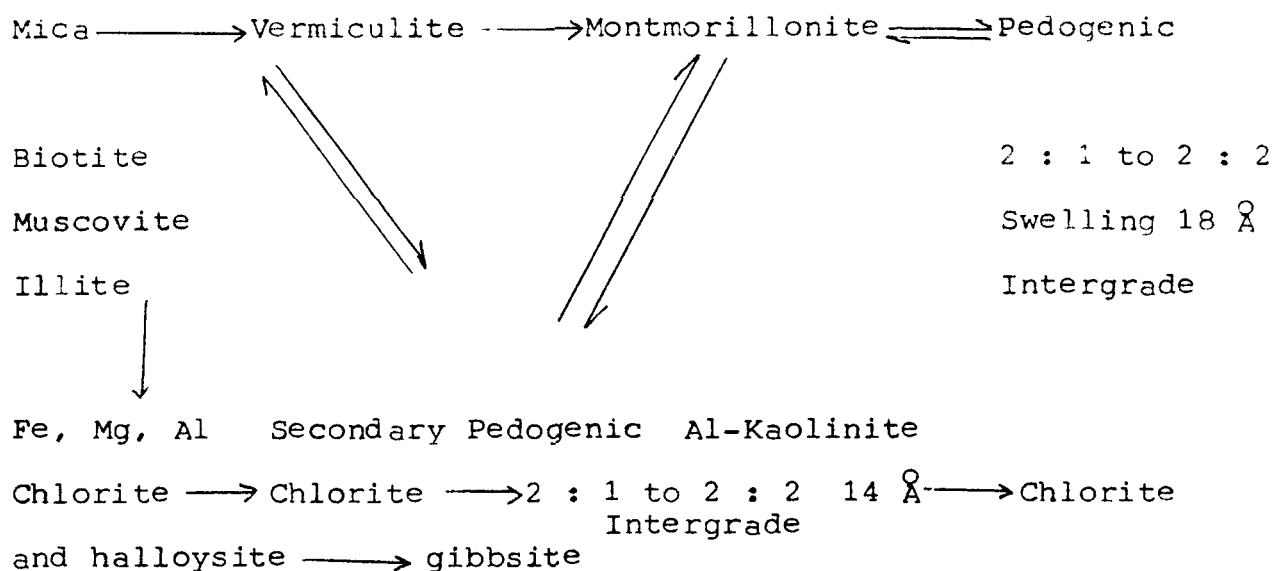 Mica → Vermiculite → Montmorillonite ⇌ Pedogenic
Biotite 2 : 1 to 2 : 2
Muscovite Swelling 18 Å
Illite Intergrade
Fe, Mg, Al Secondary Pedogenic Al-Kaolinite
Chlorite → Chlorite → 2 : 1 to 2 : 2 14 Å → Chlorite
Intergrade
and halloysite → gibbsite